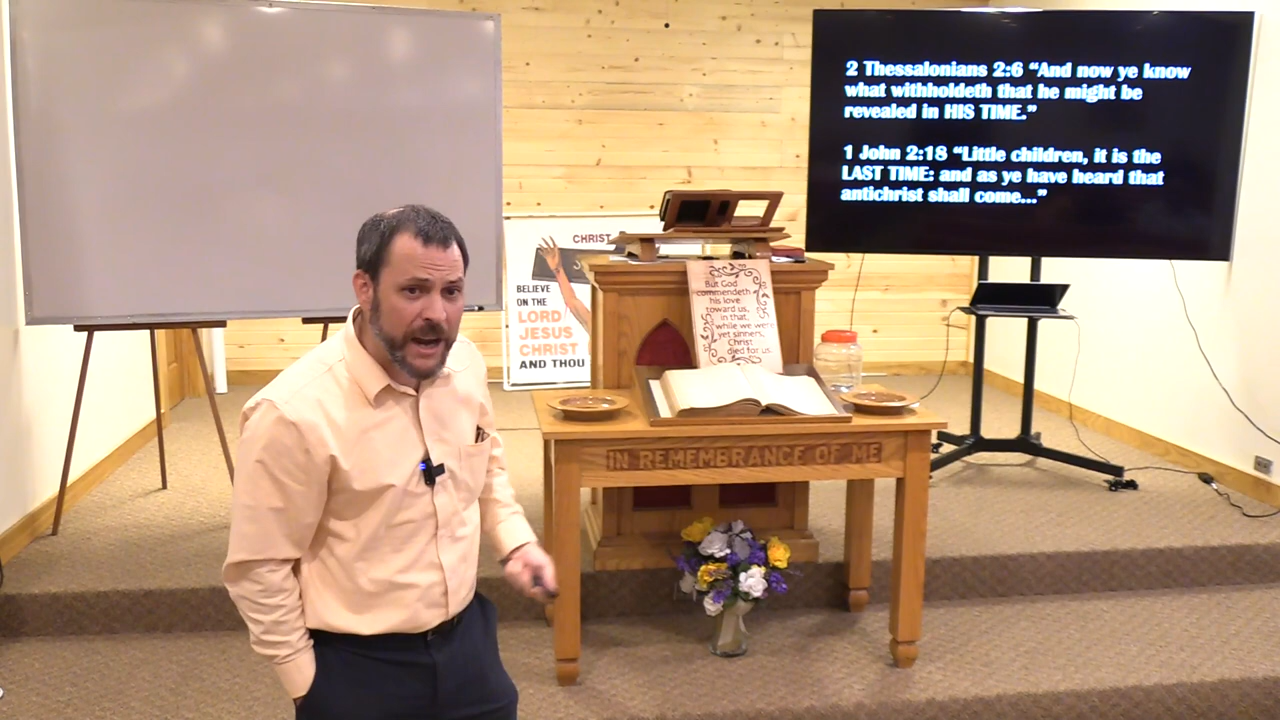 2 Thessalonians 2:6 “And now ye know
what withholdeth that he might be
revealed in HIS TIME.”
1 John 2:18 “Little children, it is the
LAST TIME: and as ye have heard that
antichrist shall come...”
CHRIST
BELIEVE
ON THE
LORD
JESUS
CHRIST
AND THOU
But God
commendeth
his love
toward us,
in that,
while we were
yet sinners,
Christ
died for us.
IN REMEMBRANCE OF ME